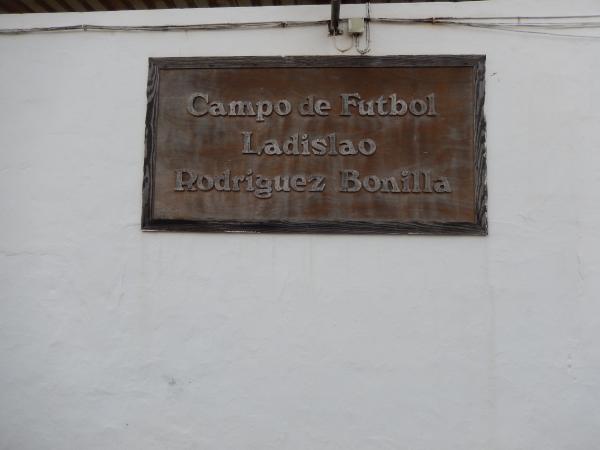 Campo de Futbol
Ladislao
Rodriguez Bonilla